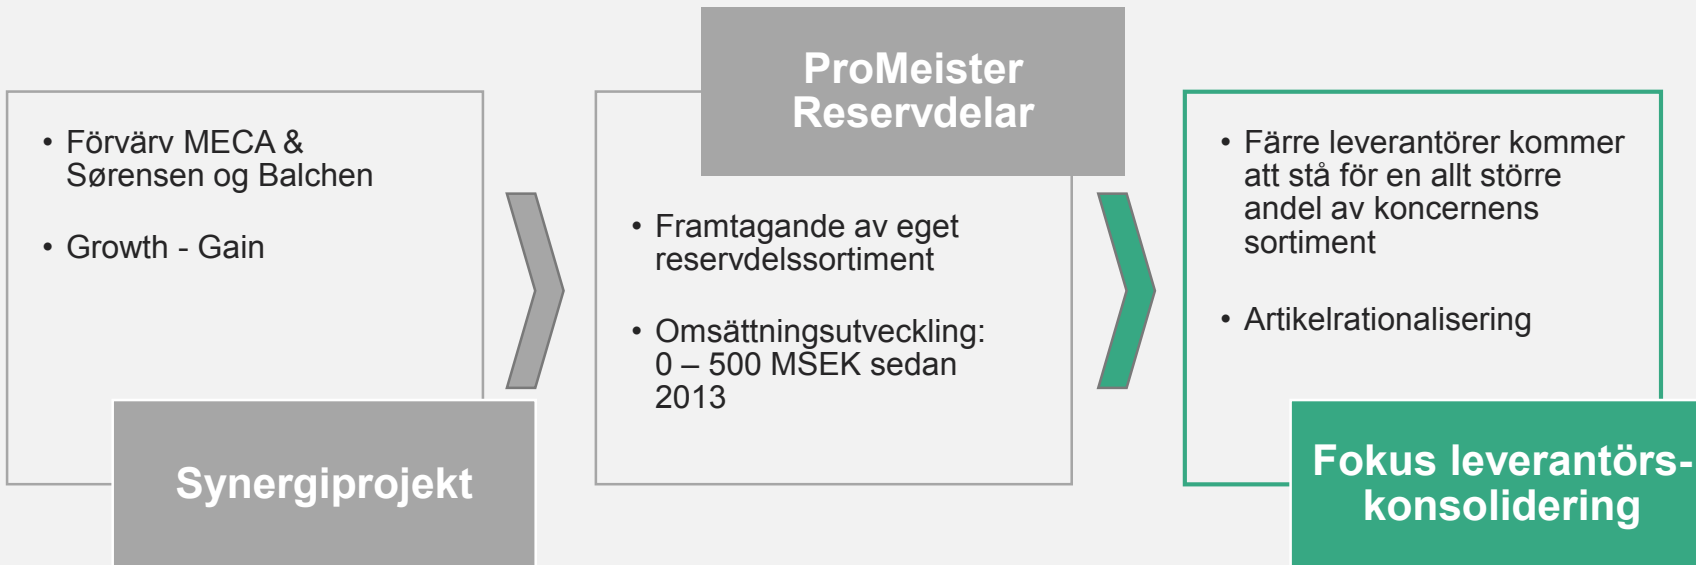 • Förvärv MECA &
Sørensen og Balchen
• Growth - Gain
Synergiprojekt
ProMeister
Reservdelar
• Framtagande av eget
reservdelssortiment
• Omsättningsutveckling:
0 – 500 MSEK sedan
2013
• Färre leverantörer kommer
att stå för en allt större
andel av koncernens
sortiment
• Artikelrationalisering
Fokus leverantörs-
konsolidering